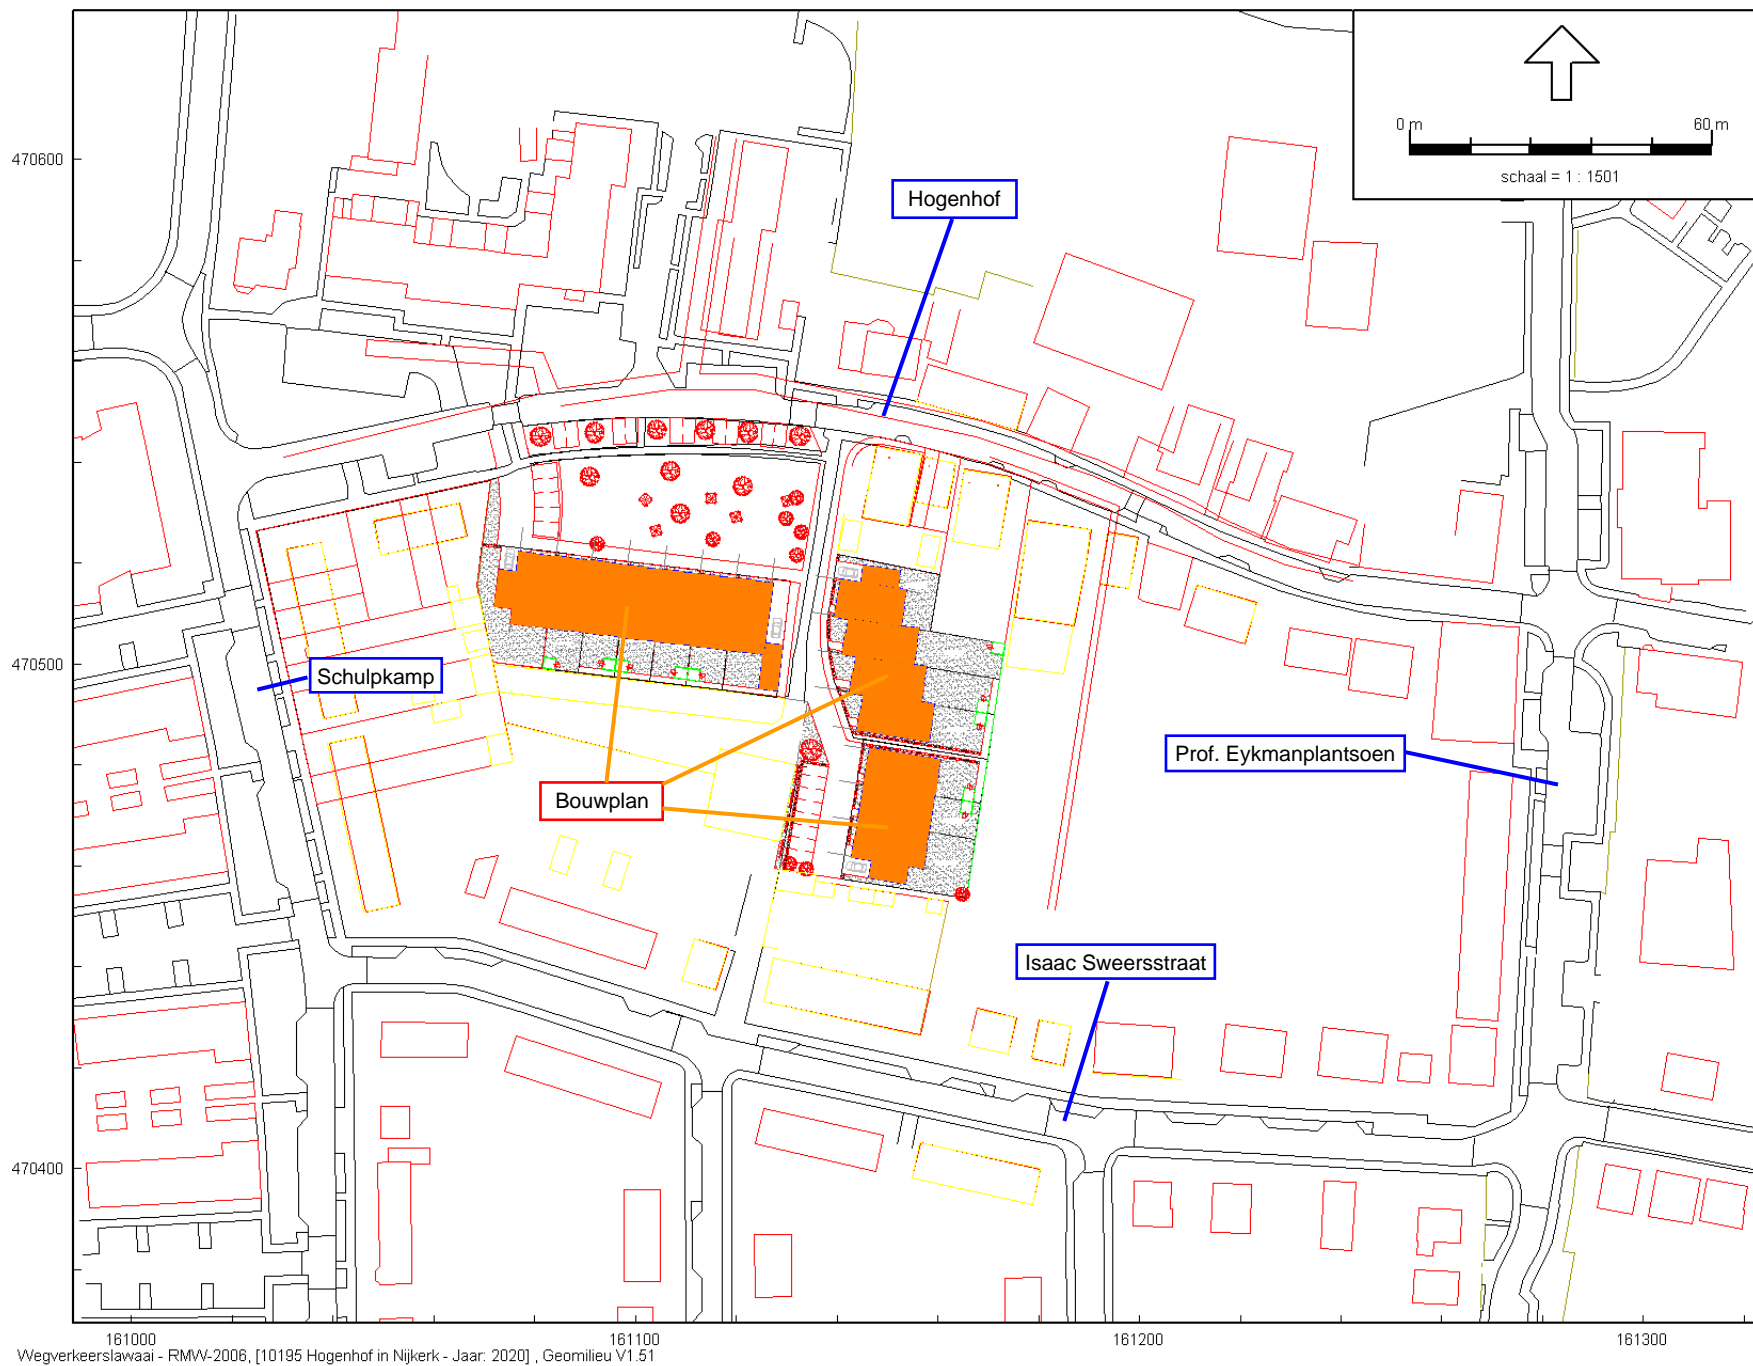 0 m 60 m
schaal = 1 : 1501
470600
Hogenhof
470500
Schulpkamp
Prof. Eykmanplantsoen
Bouwplan
Isaac Sweersstraat
470400
161000 161100 161200 161300
Wegverkeerslawaai - RMW-2006, [10195 Hogenhof in Nijkerk - Jaar: 2020] , Geomilieu V1.51